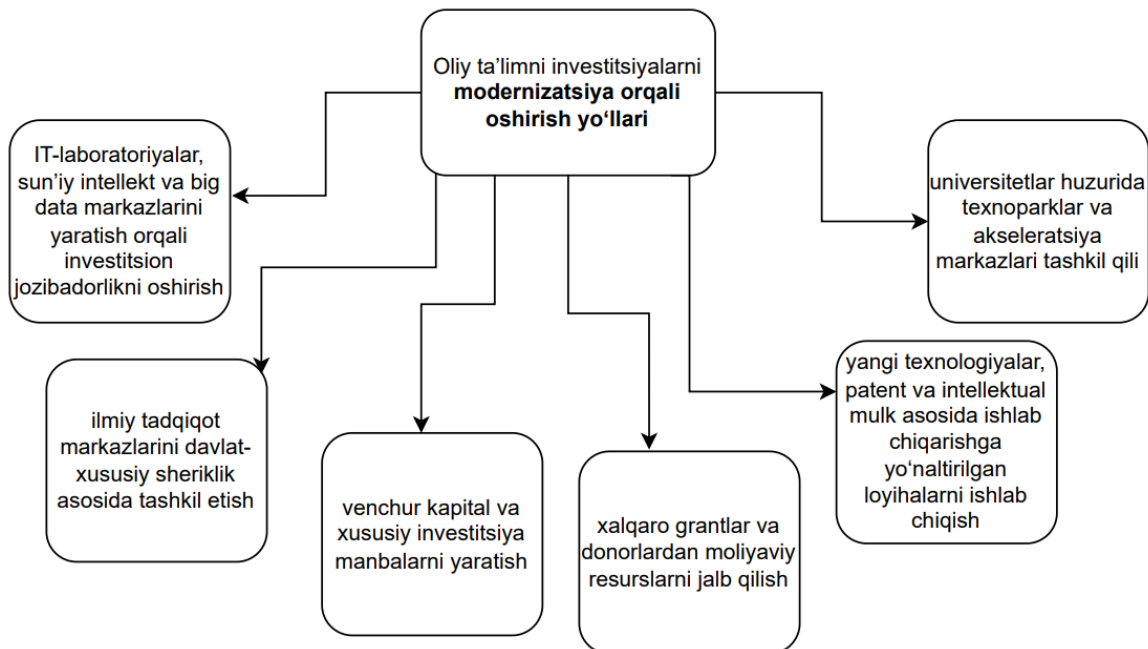 Oliy ta’limni investitsiyalarni
modernizatsiya orqali
oshirish yo‘llari
IT-laboratoriyalar,
sun’iy intellekt va big
data markazlarini
yaratish orqali
investitsion
jozibadorlikni oshirish
universitetlar huzurida
texnoparklar va
akseleratsiya
markazlari tashkil qili
ilmiy tadqiqot
markazlarini davlat-
xususiy sheriklik
asosida tashkil etish
venchur kapital va
xususiy investitsiya
manbalarni yaratish
xalqaro grantlar va
donorlardan moliyaviy
resurslarni jalb qilish
yangi texnologiyalar,
patent va intellektual
mulk asosida ishlab
chiqarishga
yo‘naltirilgan
loyihalarni ishlab
chiqish